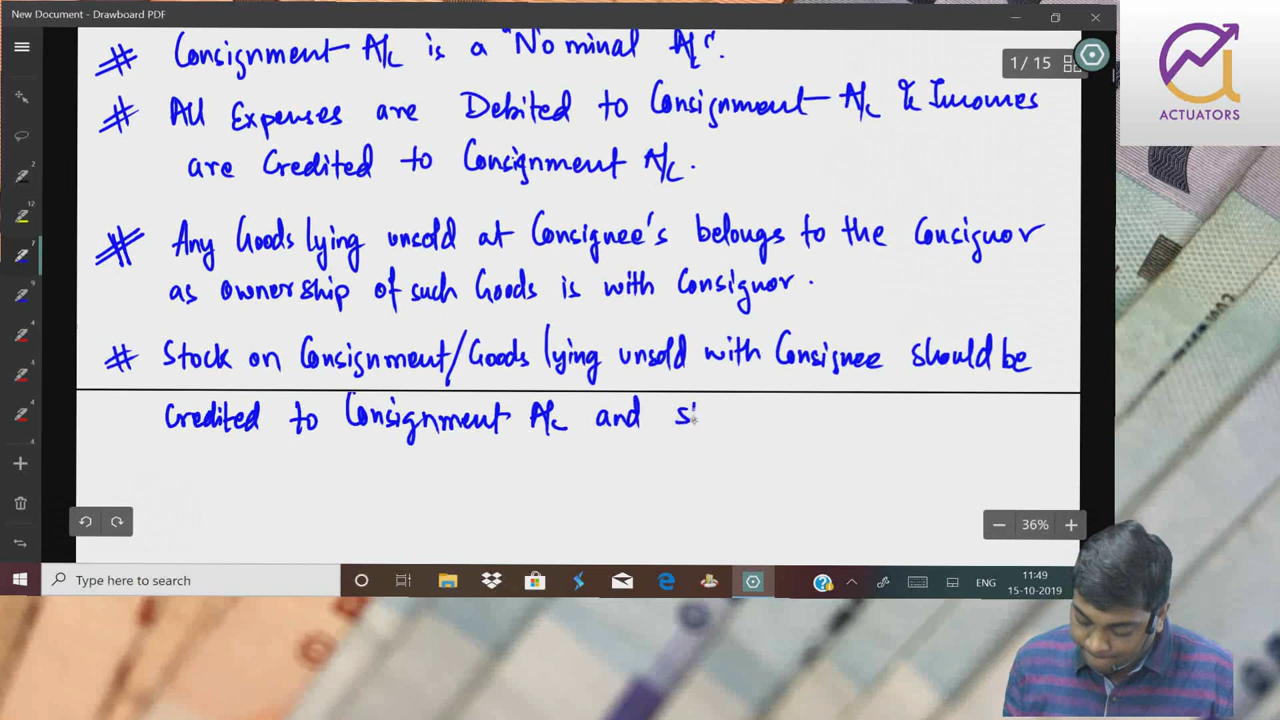 New Document - Drawboard PDF
1 / 15
ACTUATORS
# Consignment A/c is a "Nominal A/c".
# All Expenses are Debited to Consignment A/c & Incomes
are Credited to Consignment A/c.
# Any Goods lying unsold at Consignee's belongs to the Consignor
as ownership of such Goods is with Consignor.
# Stock on Consignment/Goods lying unsold with Consignee should be
Credited to Consignment A/c and s
36%
Type here to search
ENG
11:49
15-10-2019